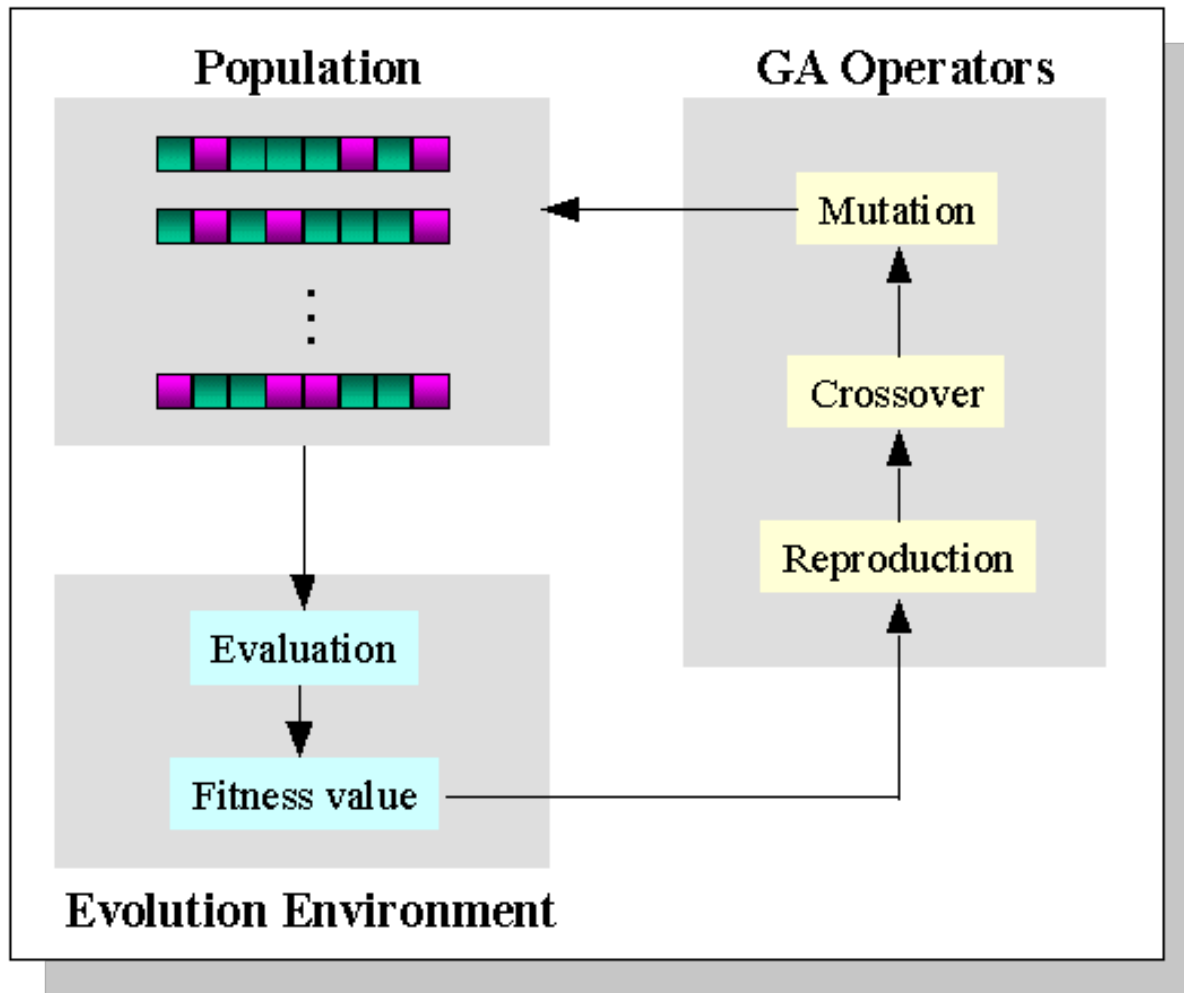 Population
GA Operators
Mutation
Crossover
Reproduction
Evaluation
Fitness value
Evolution Environment